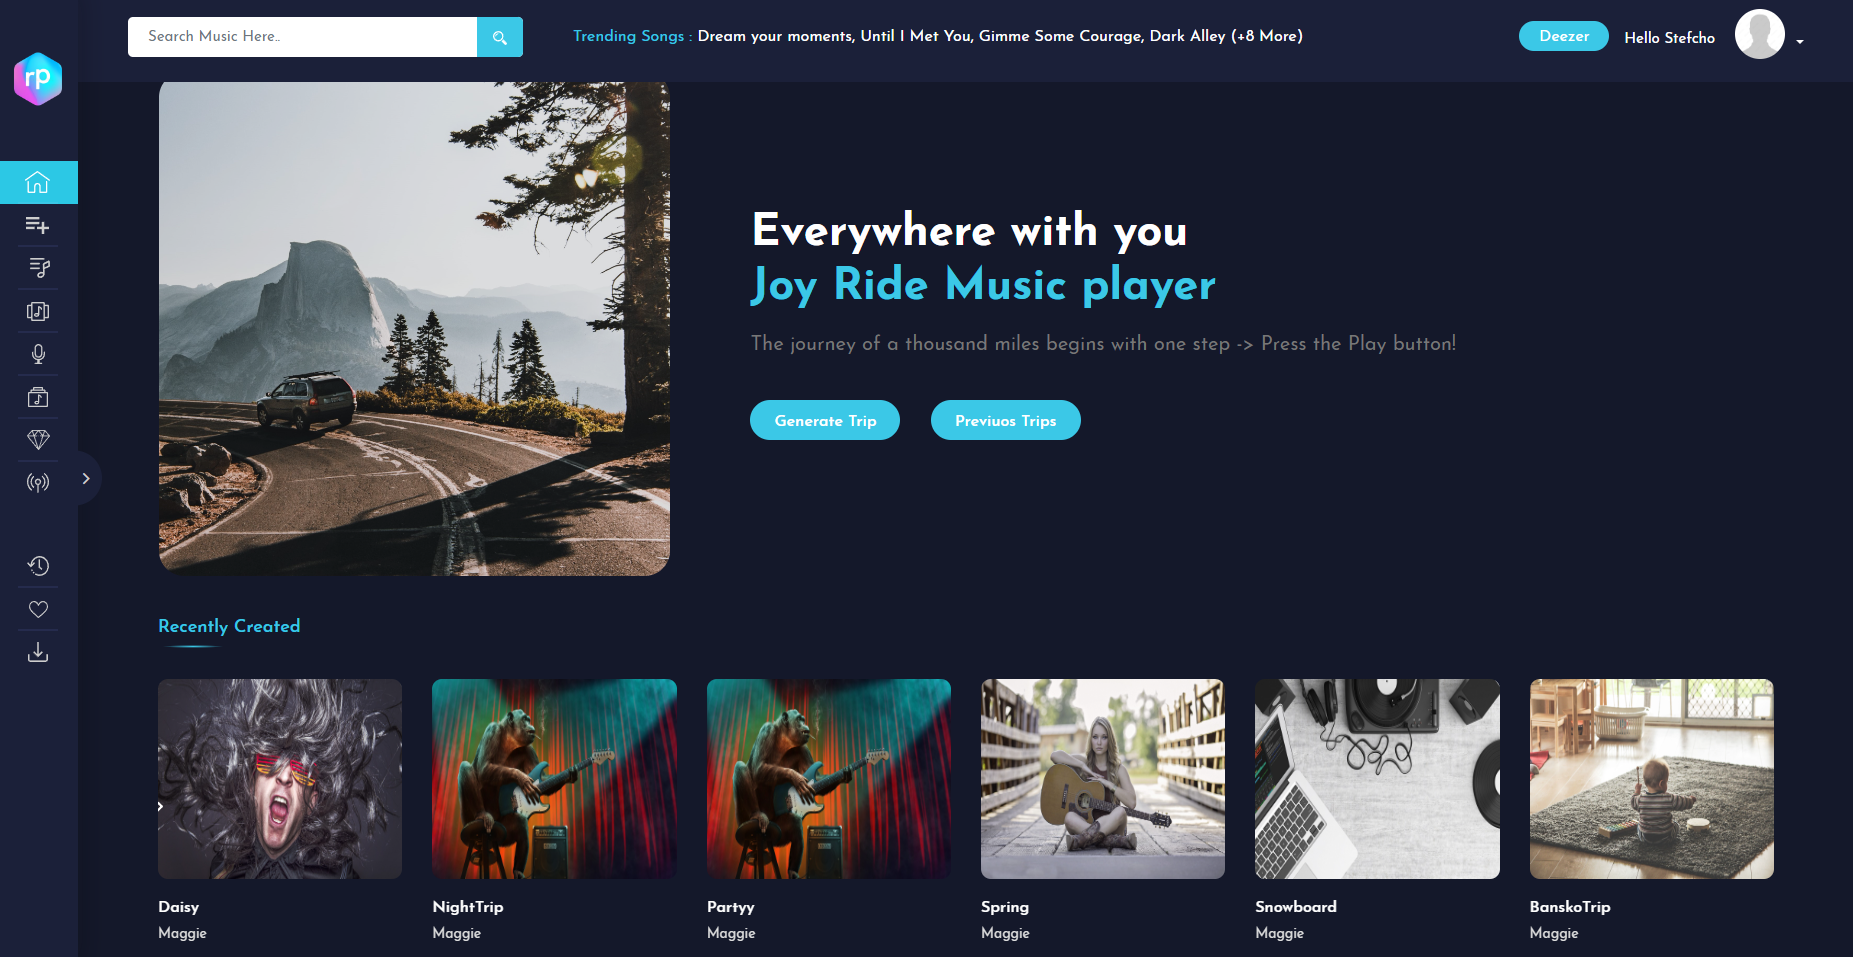 Search Music Here..
Trending Songs : Dream your moments, Until I Met You, Gimme Some Courage, Dark Alley (+8 More)
Deezer
Hello Stefcho
rp
Everywhere with you
Joy Ride Music player
The journey of a thousand miles begins with one step -> Press the Play button!
Generate Trip
Previuos Trips
Recently Created
Daisy
Maggie
NightTrip
Maggie
Partyy
Maggie
Spring
Maggie
Snowboard
Maggie
BanskoTrip
Maggie